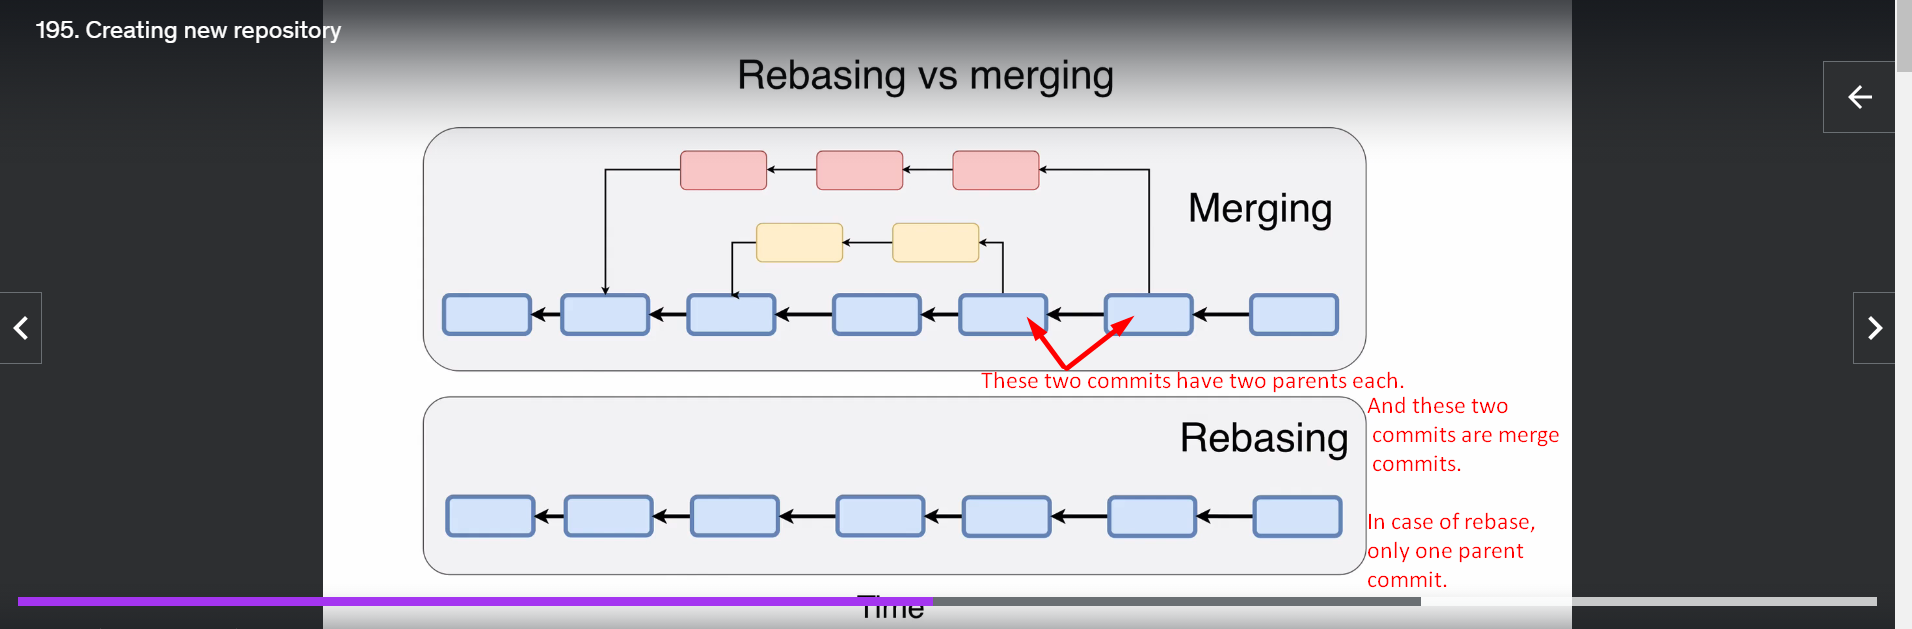 195. Creating new repository
Rebasing vs merging
Merging
These two commits have two parents each.
And these two
commits are merge
commits.
Rebasing
In case of rebase,
only one parent
commit.
Time